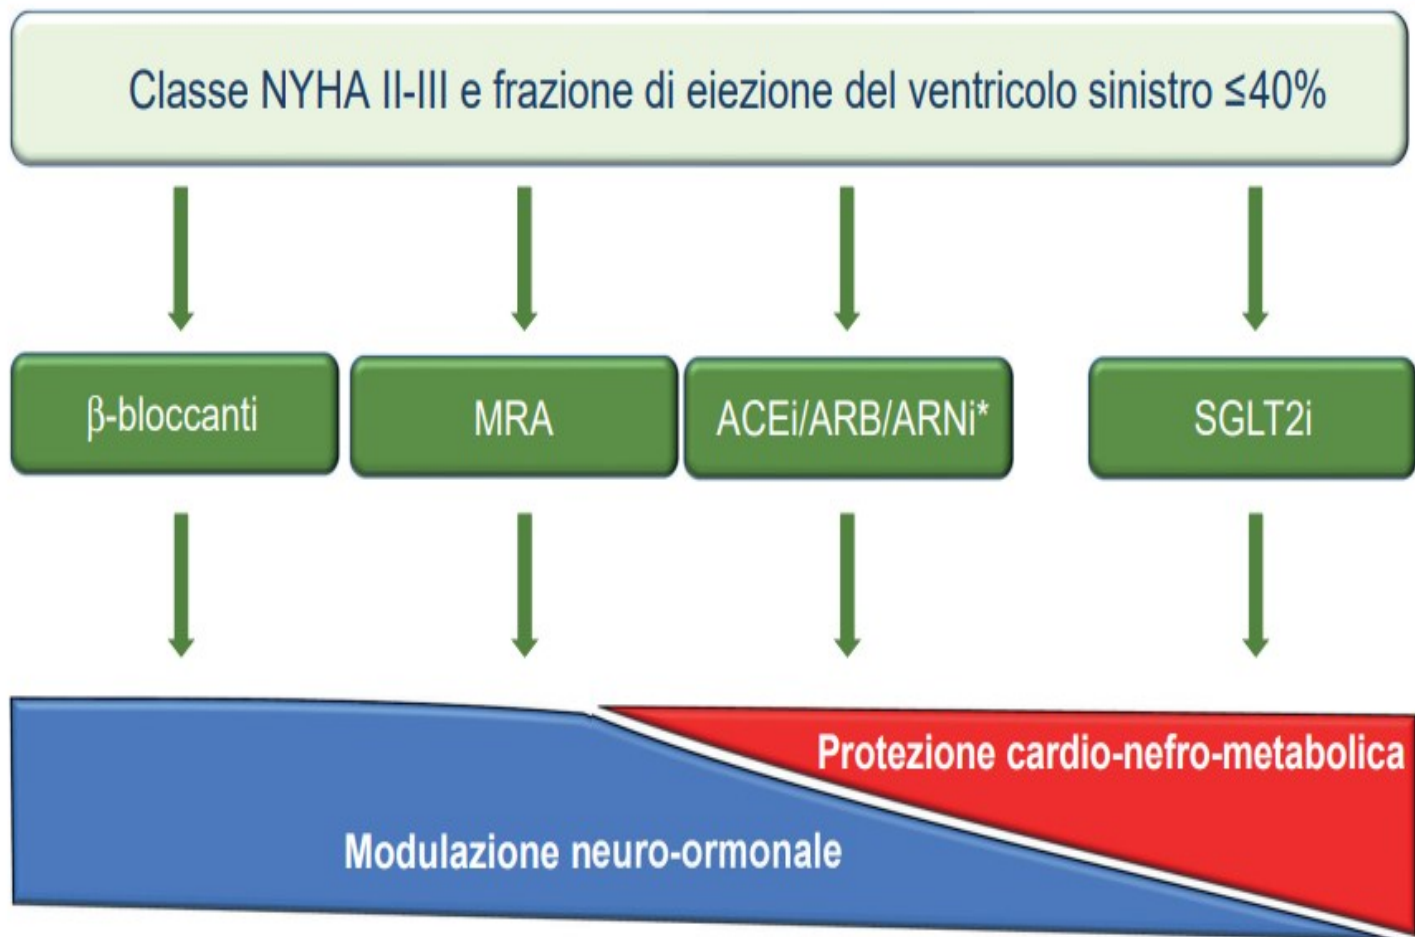 Classe NYHA II-III e frazione di eiezione del ventricolo sinistro ≤40%
β-bloccanti
MRA
ACEi/ARB/ARNi*
SGLT2i
Protezione cardio-nefro-metabolica
Modulazione neuro-ormonale